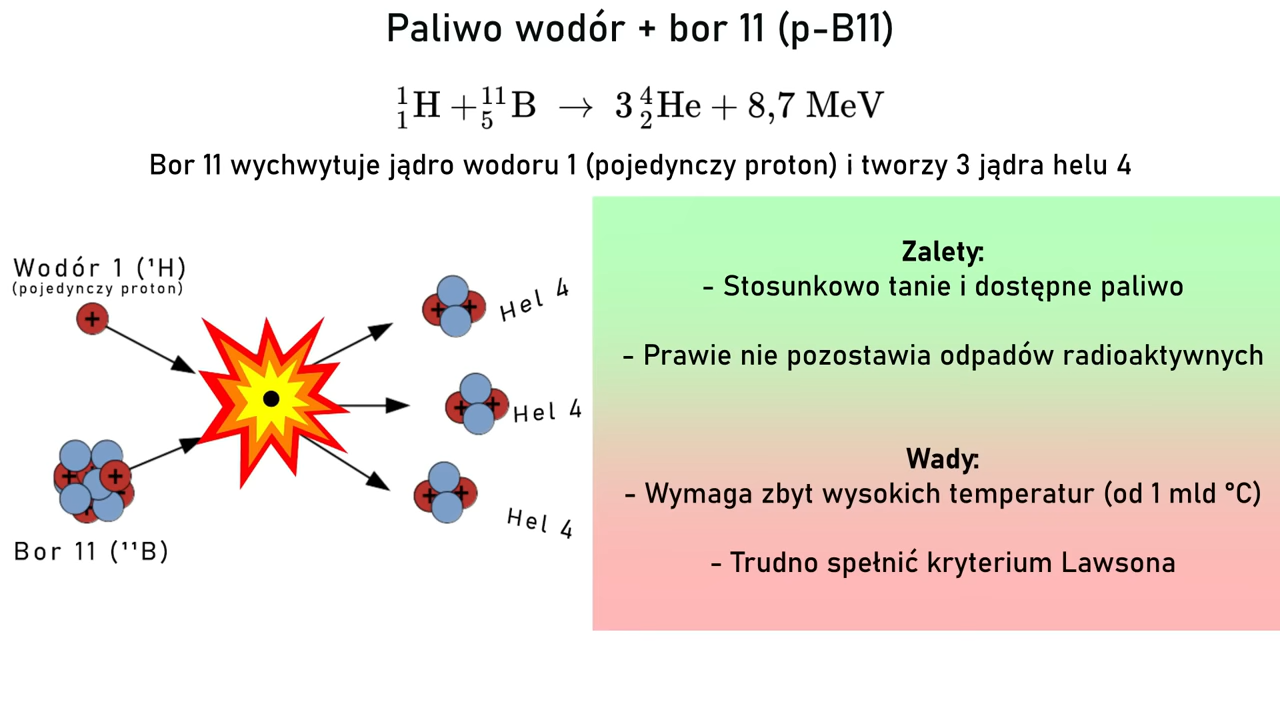 Paliwo wodór + bor 11 (p-B11)
¹₁H + ¹¹₅B → 3 ⁴₂He + 8,7 MeV
Bor 11 wychwytuje jądro wodoru 1 (pojedynczy proton) i tworzy 3 jądra helu 4
Wodór 1 (¹H)
(pojedynczy proton)
+
Hel 4
Hel 4
Hel 4
Bor 11 (¹¹B)
Zalety:
- Stosunkowo tanie i dostępne paliwo
- Prawie nie pozostawia odpadów radioaktywnych
Wady:
- Wymaga zbyt wysokich temperatur (od 1 mld °C)
- Trudno spełnić kryterium Lawsona